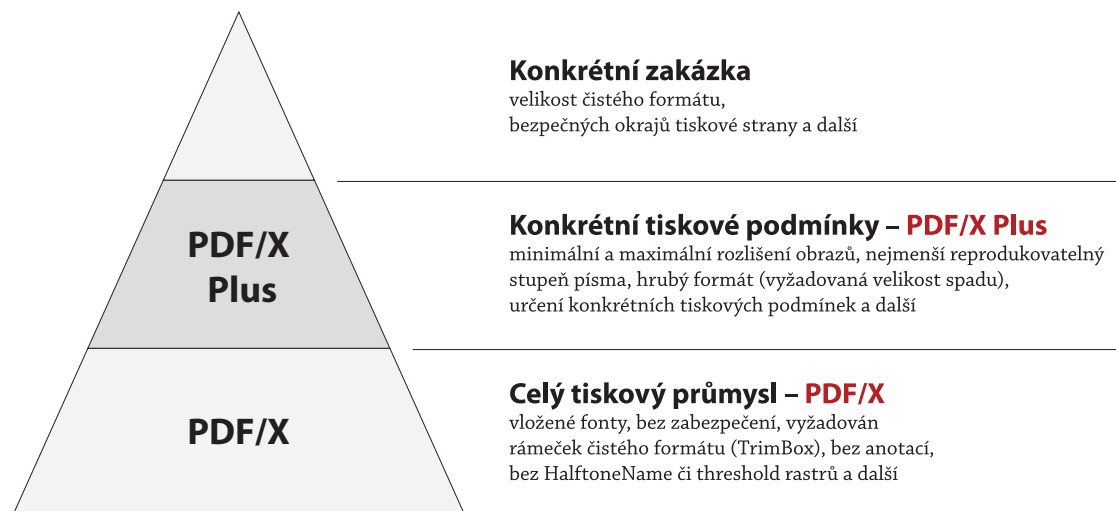 Konkrétní zakázka
velikost čistého formátu,
bezpečných okrajů tiskové strany a další
PDF/X
Plus
Konkrétní tiskové podmínky – PDF/X Plus
minimální a maximální rozlišení obrazů, nejmenší reprodukovatelný
stupeň písma, hrubý formát (vyžadovaná velikost spadu),
určení konkrétních tiskových podmínek a další
PDF/X
Celý tiskový průmysl – PDF/X
vložené fonty, bez zabezpečení, vyžadován
rámeček čistého formátu (TrimBox), bez anotací,
bez HalftoneName či threshold rastrů a další